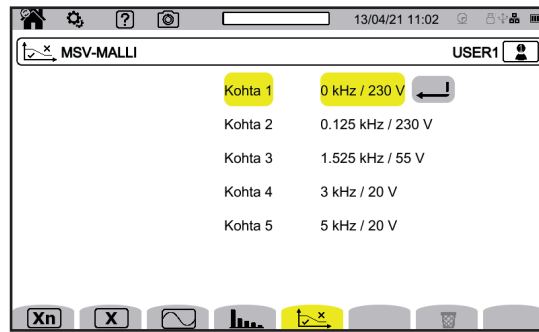 13/04/21 11:02
MSV-MALLI USER1
Kohta 1 0 kHz / 230 V
Kohta 2 0.125 kHz / 230 V
Kohta 3 1.525 kHz / 55 V
Kohta 4 3 kHz / 20 V
Kohta 5 5 kHz / 20 V
Xn X